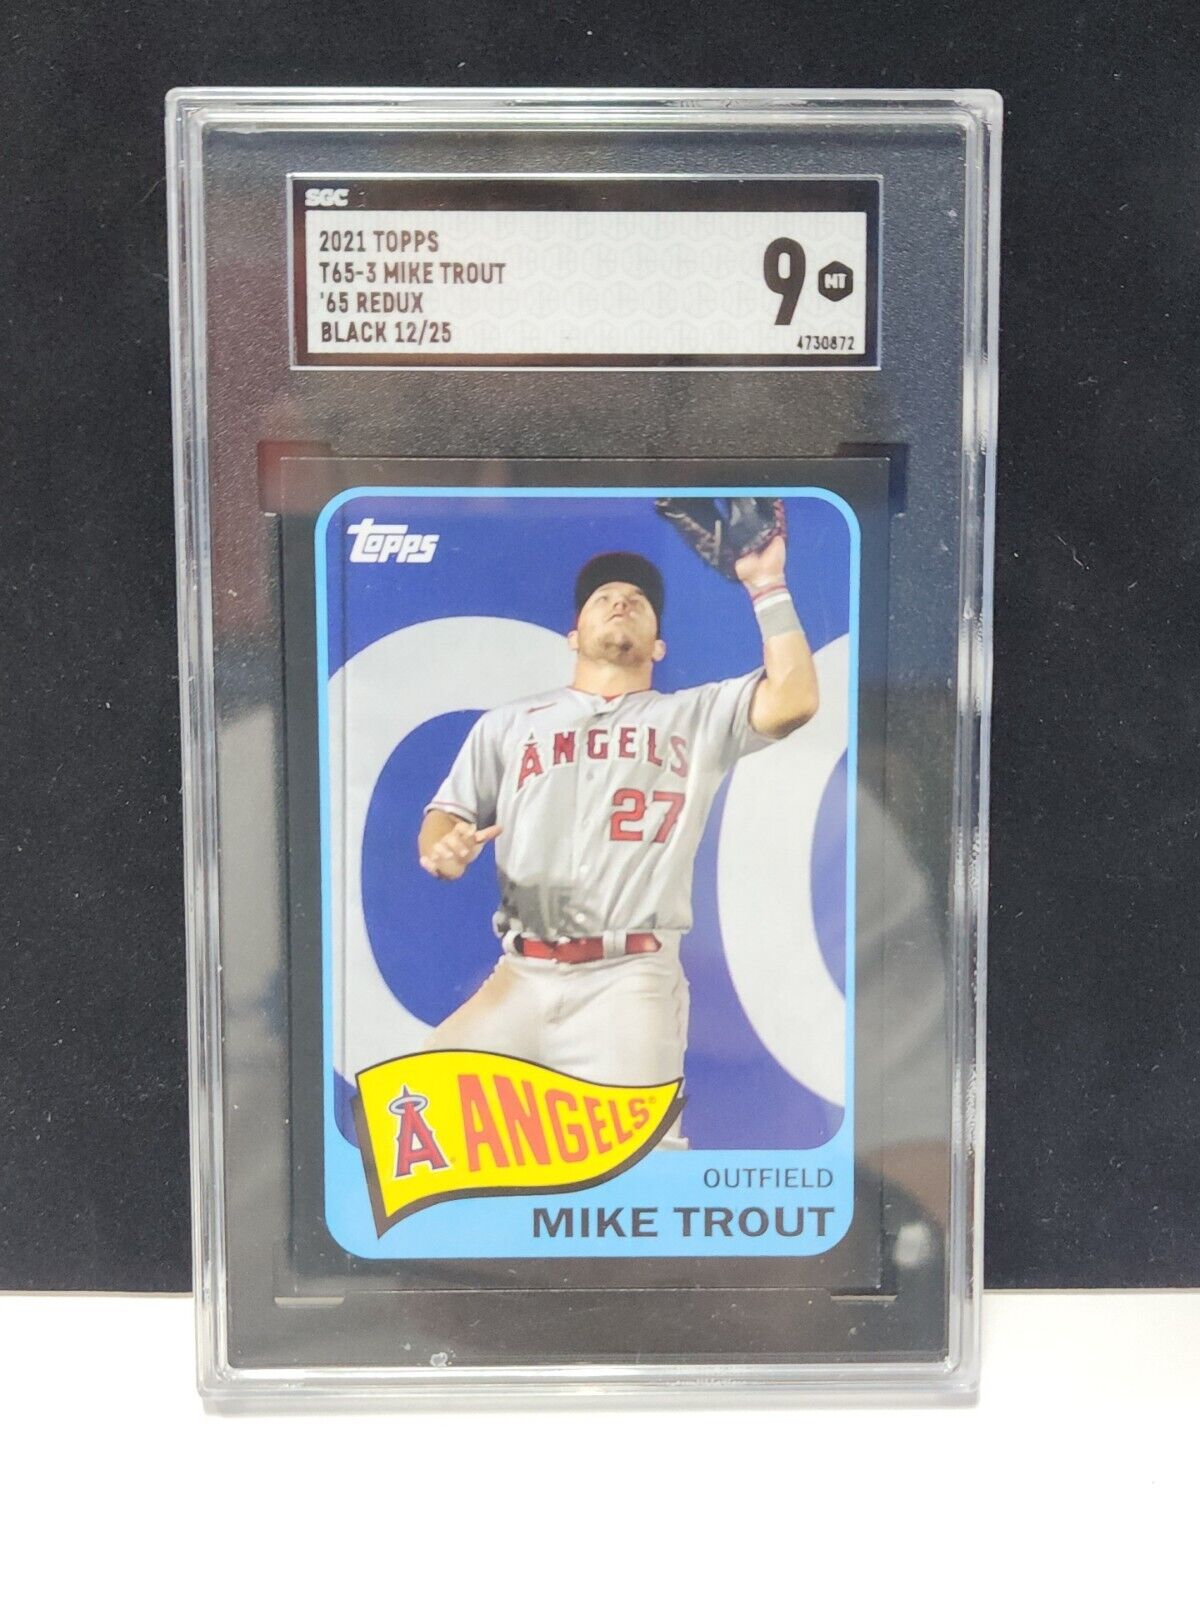 SGC
2021 TOPPS
T65-3 MIKE TROUT
'65 REDUX
BLACK 12/25
9 MT
4730872
Topps
ANGELS
27
A ANGELS®
OUTFIELD
MIKE TROUT